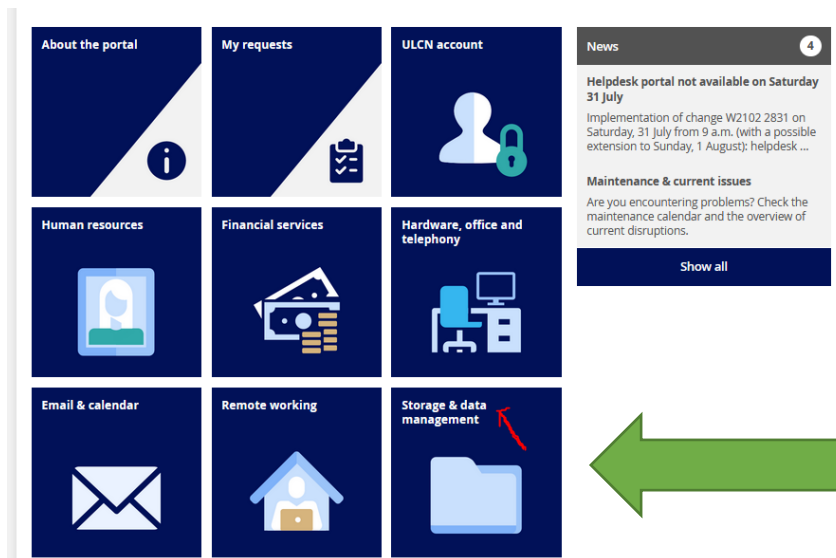 About the portal
My requests
ULCN account
News
4
Helpdesk portal not available on Saturday
31 July
Implementation of change W2102 2831 on
Saturday, 31 July from 9 a.m. (with a possible
extension to Sunday, 1 August): helpdesk ...
Maintenance & current issues
Are you encountering problems? Check the
maintenance calendar and the overview of
current disruptions.
Show all
Human resources
Financial services
Hardware, office and
telephony
Email & calendar
Remote working
Storage & data
management